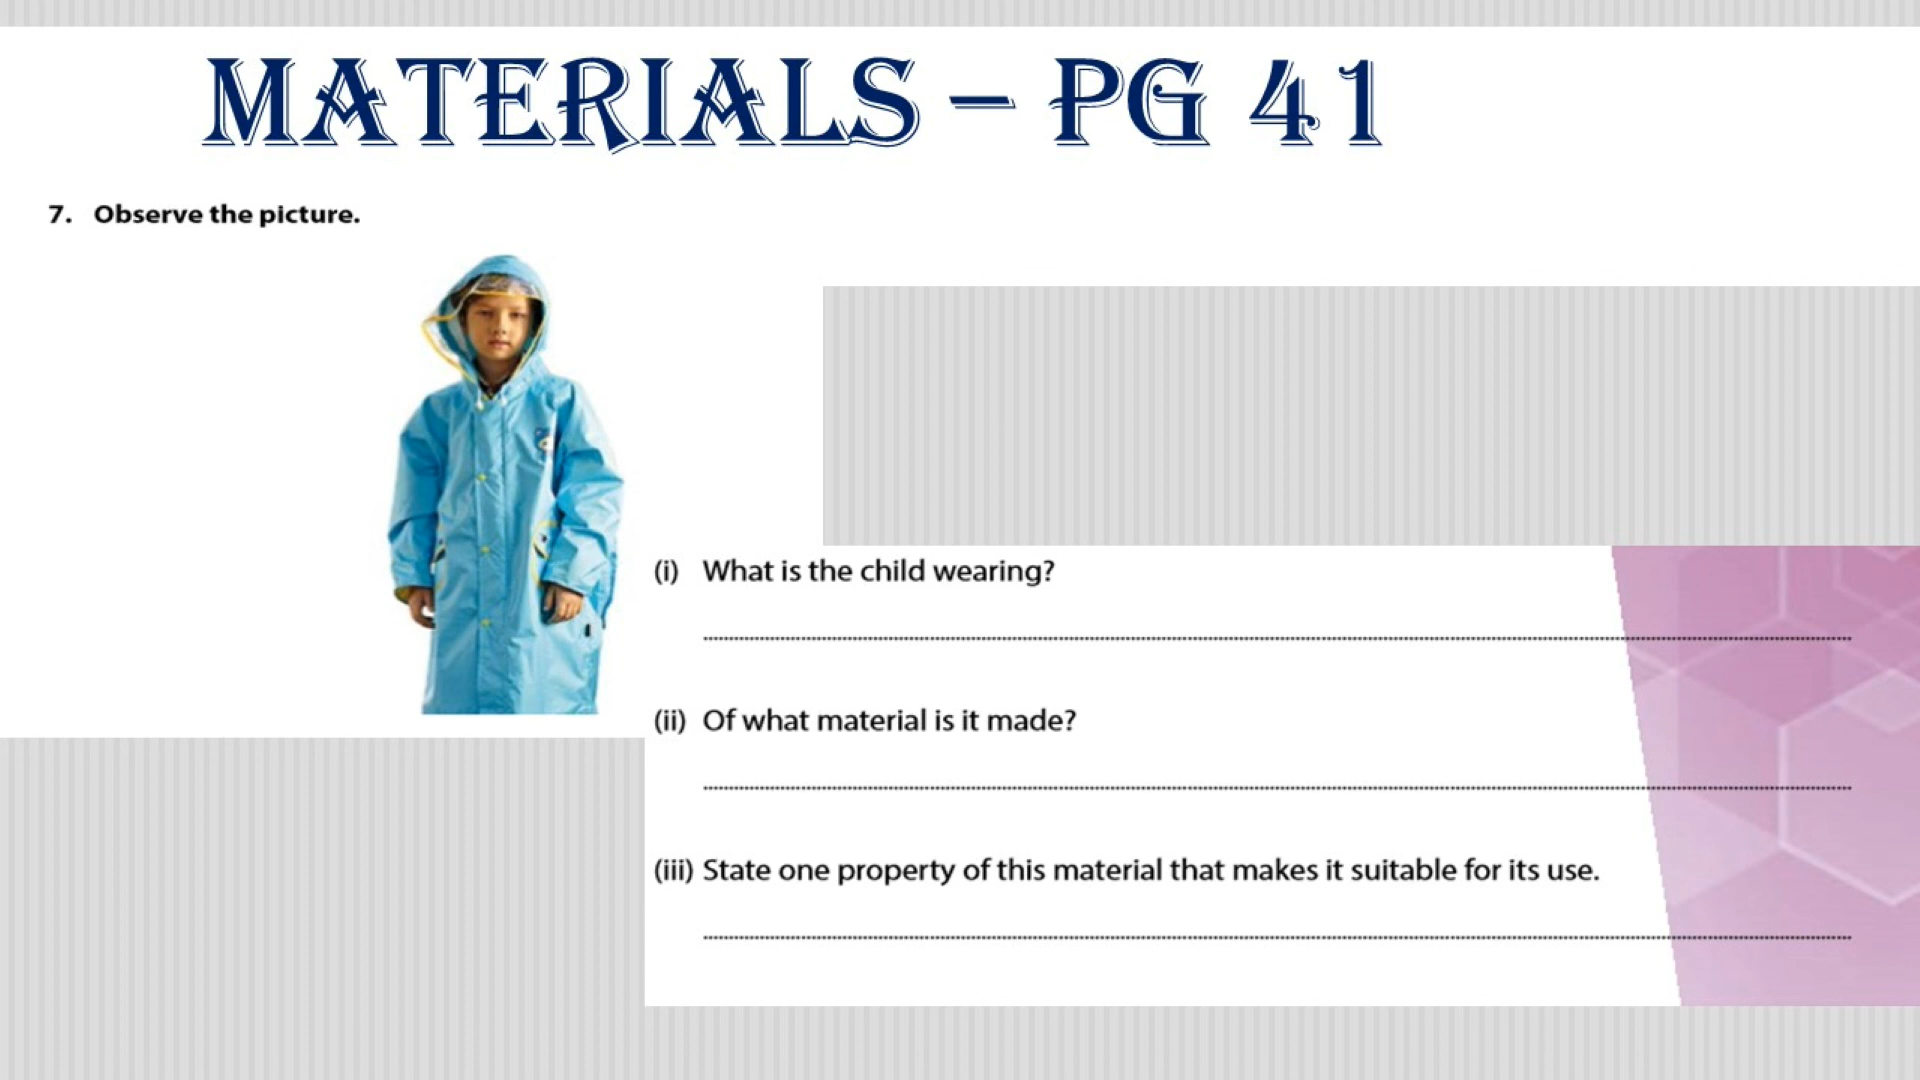 MATERIALS – PG 41
7. Observe the picture.
(i) What is the child wearing?
(ii) Of what material is it made?
(iii) State one property of this material that makes it suitable for its use.